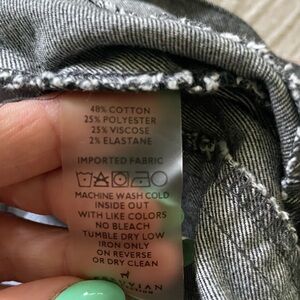 48% COTTON
25% POLYESTER
25% VISCOSE
2% ELASTANE
IMPORTED FABRIC
MACHINE WASH COLD
INSIDE OUT
WITH LIKE COLORS
NO BLEACH
TUMBLE DRY LOW
IRON ONLY
ON REVERSE
OR DRY CLEAN